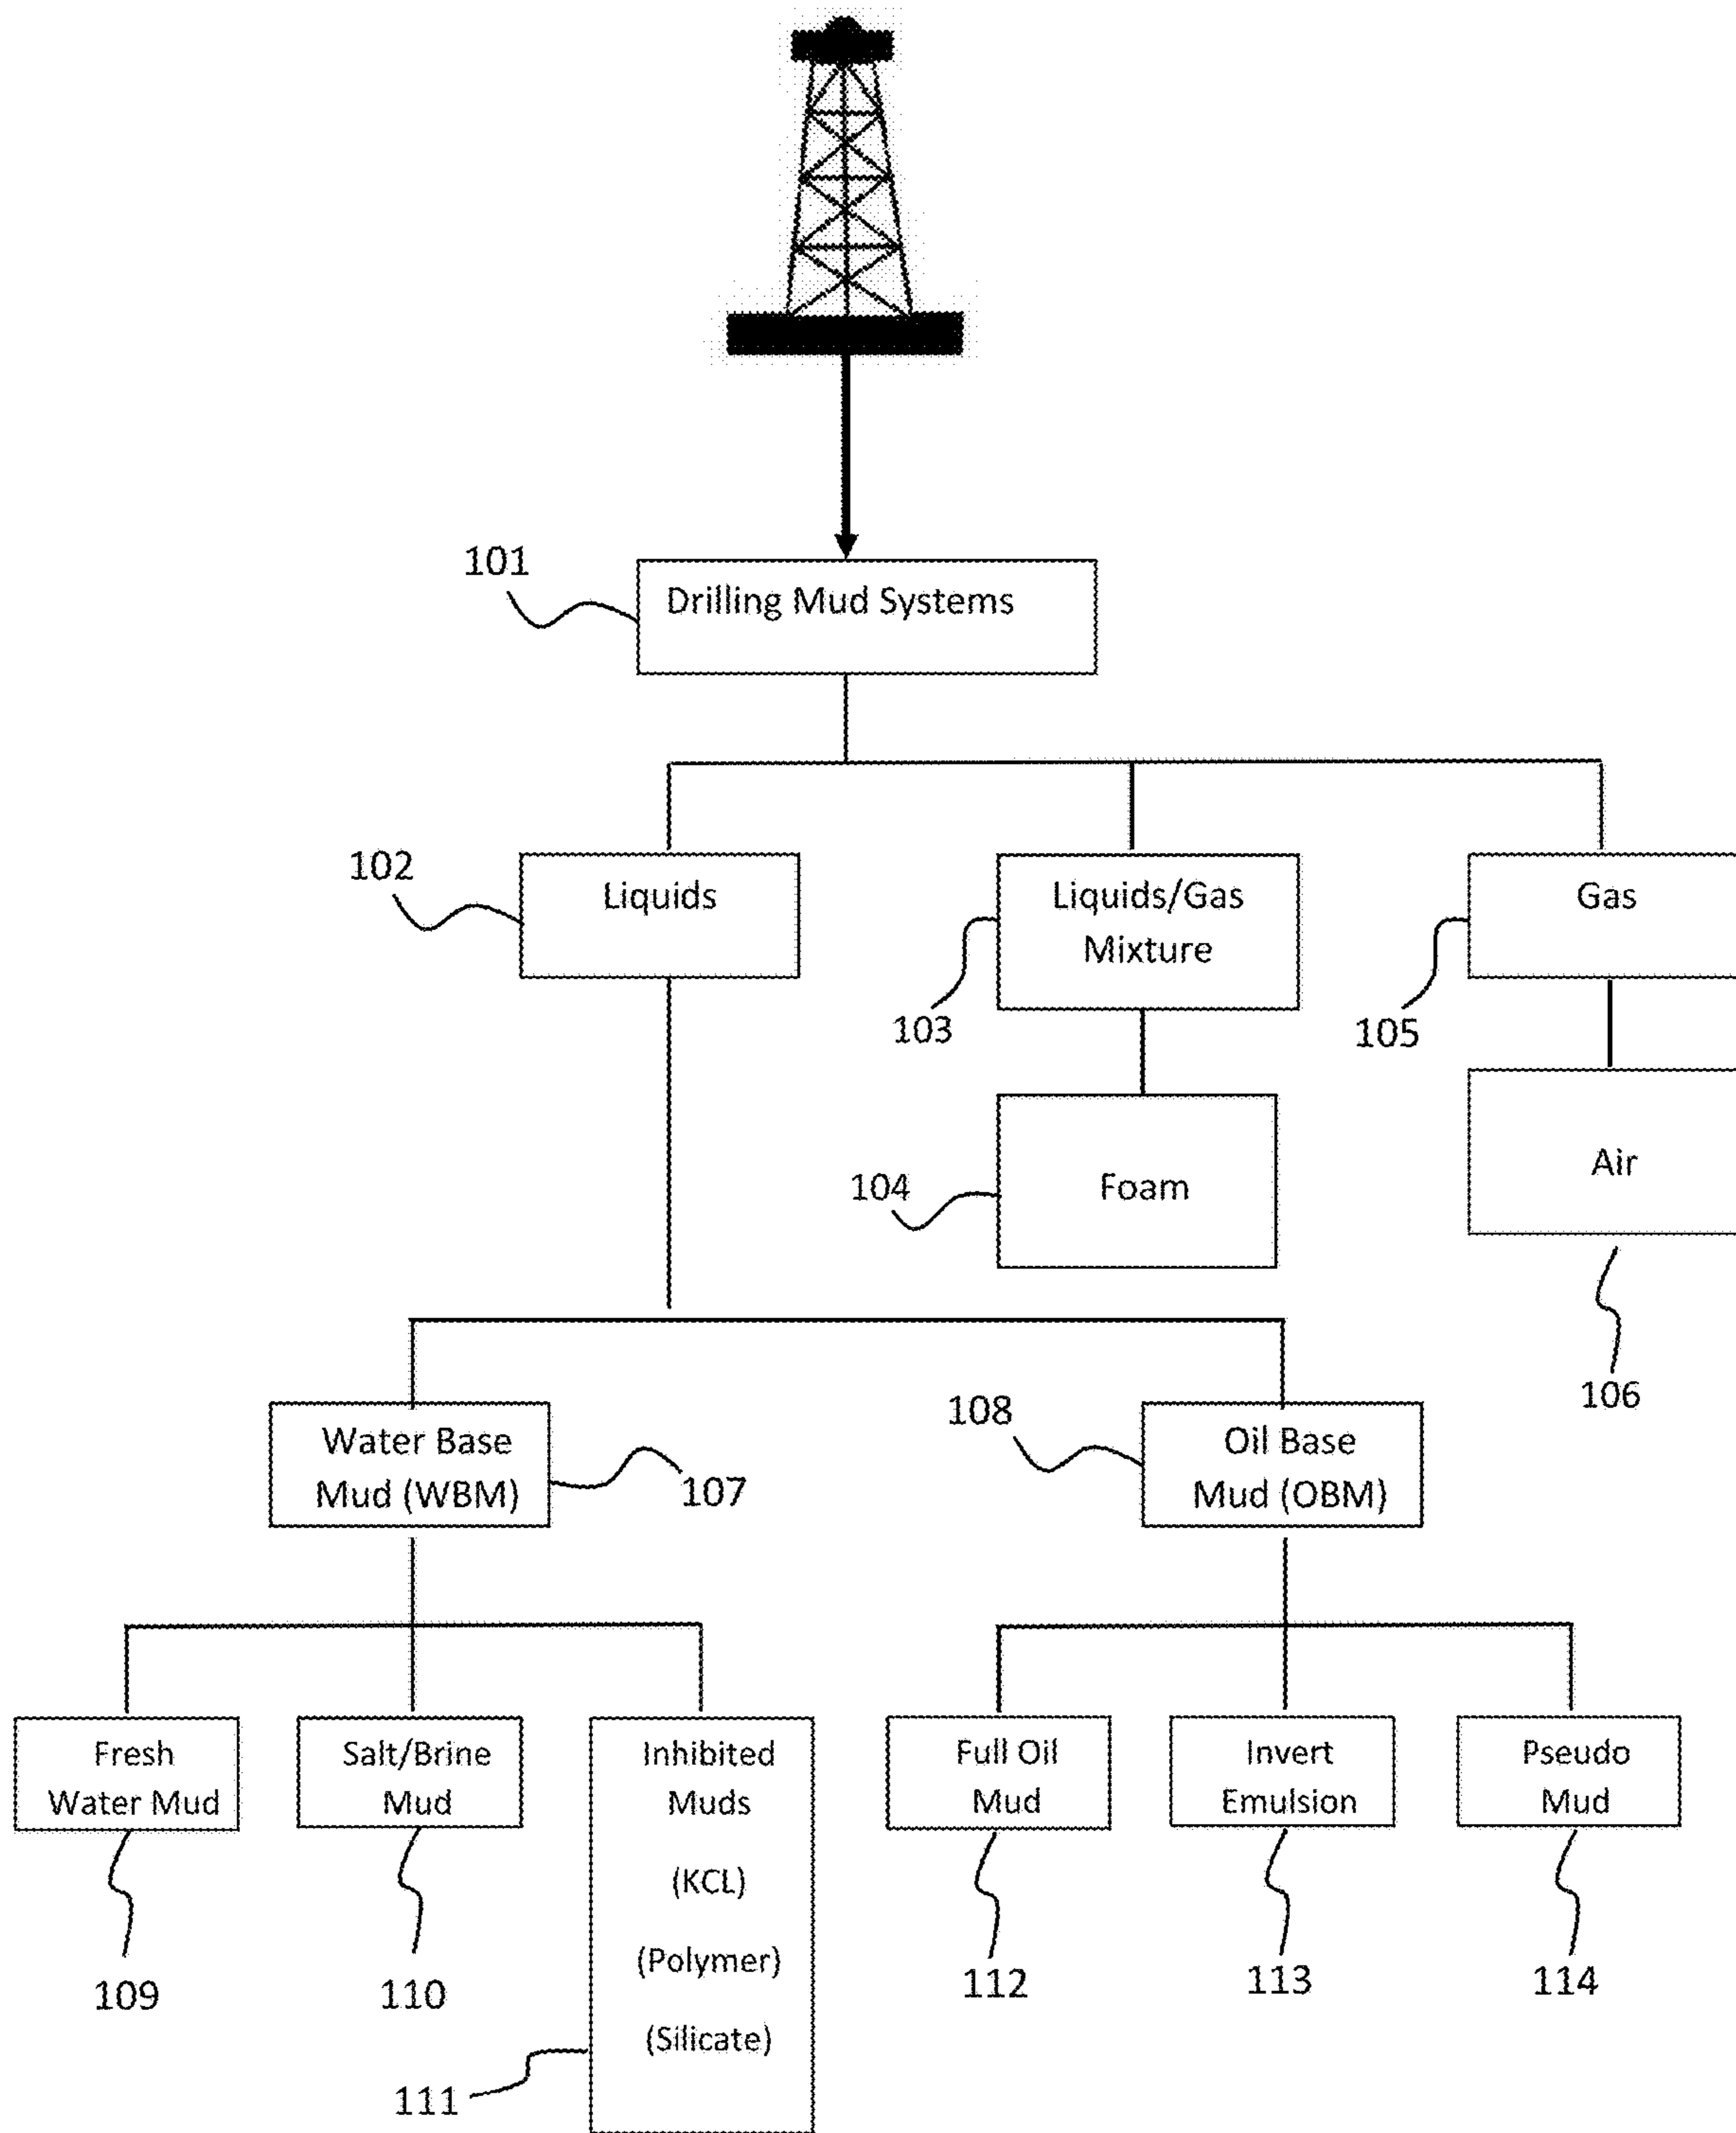 101
Drilling Mud Systems
102
Liquids
Liquids/Gas
Mixture
Gas
103
105
104
Foam
Air
106
Water Base
Mud (WBM)
107
108
Oil Base
Mud (OBM)
Fresh
Water Mud
Salt/Brine
Mud
Inhibited
Muds
(KCL)
(Polymer)
(Silicate)
Full Oil
Mud
Invert
Emulsion
Pseudo
Mud
109
110
111
112
113
114